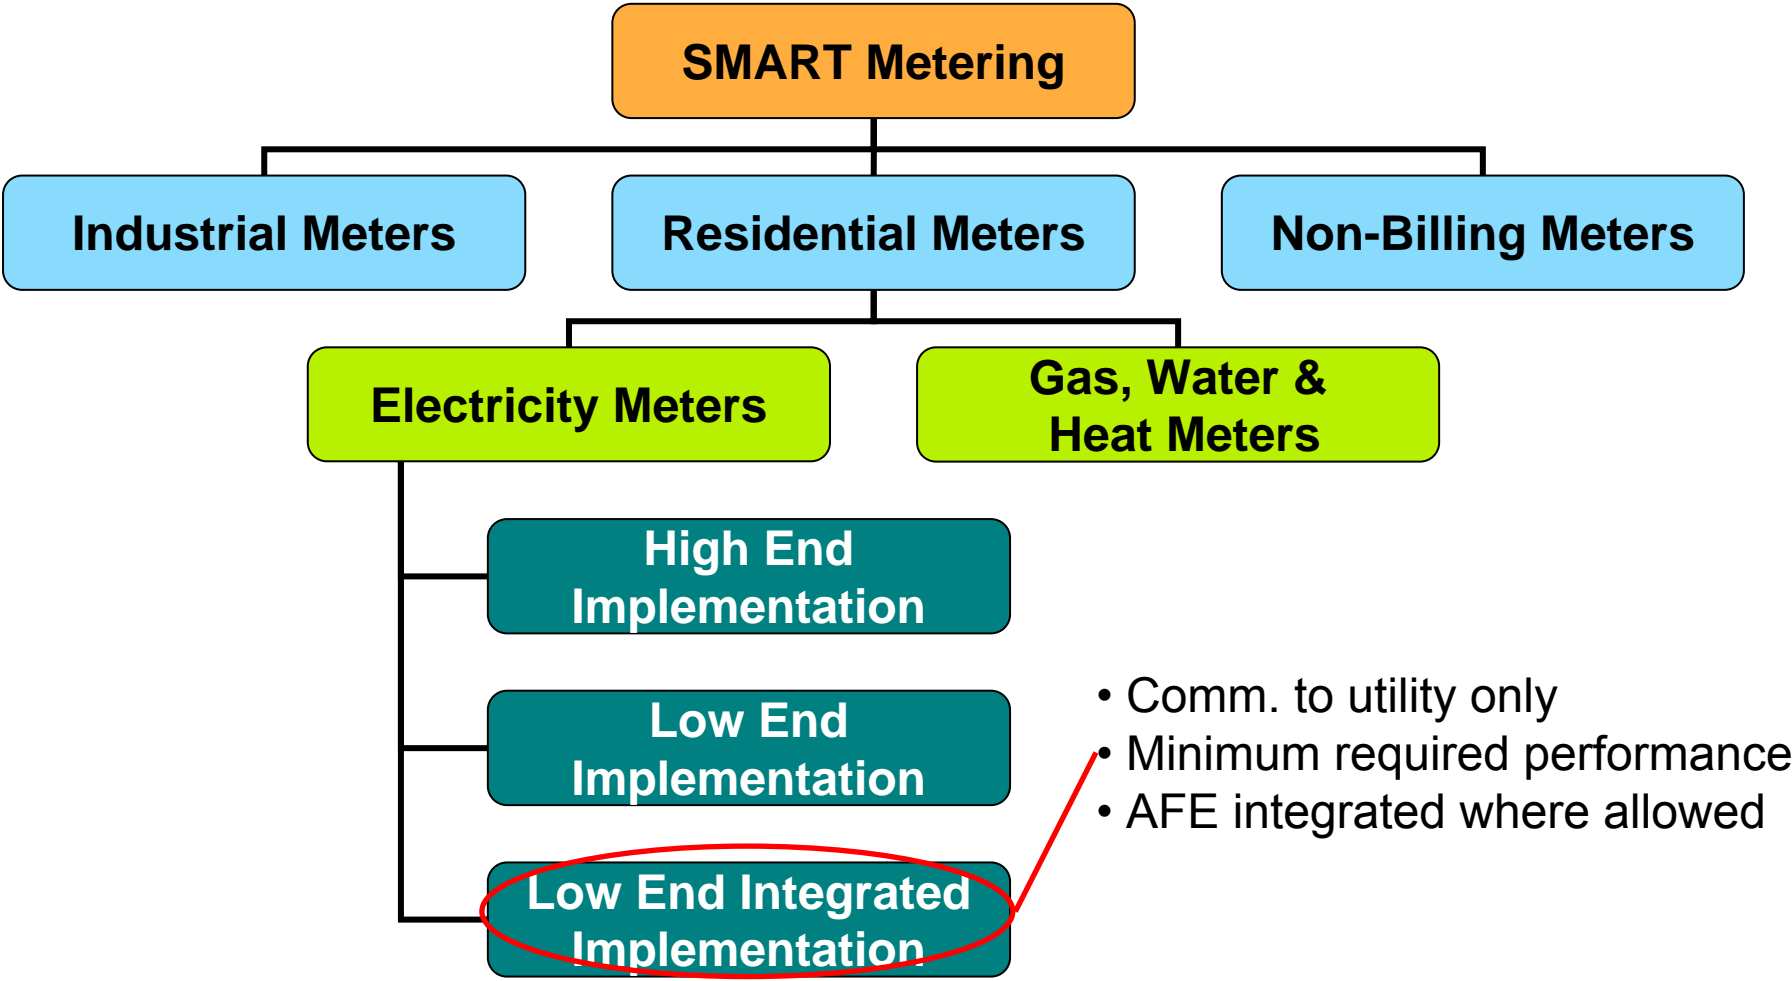 SMART Metering
Industrial Meters
Residential Meters
Non-Billing Meters
Electricity Meters
Gas, Water &
Heat Meters
High End
Implementation
Low End
Implementation
• Comm. to utility only
• Minimum required performance
• AFE integrated where allowed
Low End Integrated
Implementation